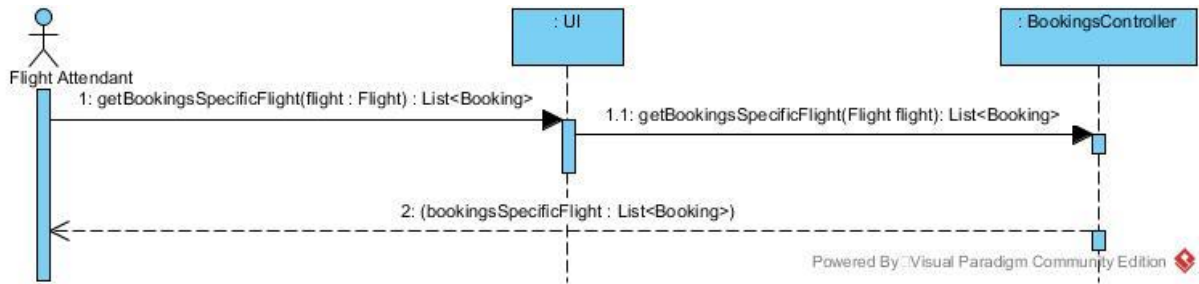 : UI
: BookingsController
Flight Attendant
1: getBookingsSpecificFlight(flight : Flight) : List<Booking>
1.1: getBookingsSpecificFlight(Flight flight): List<Booking>
2: (bookingsSpecificFlight : List<Booking>)
Powered By Visual Paradigm Community Edition